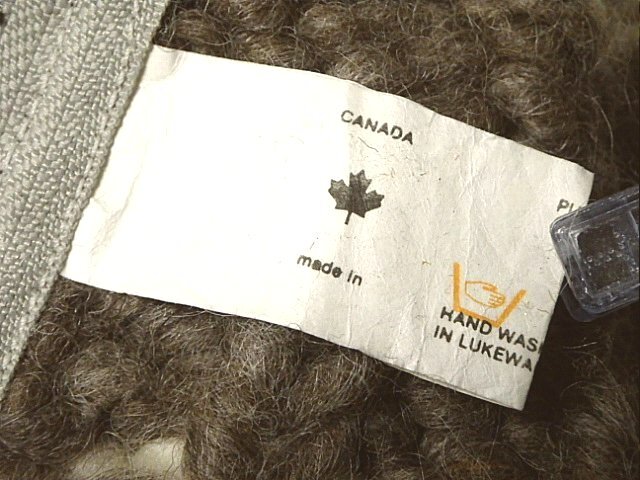 CANADA
made in
HAND WAS
IN LUKEWA